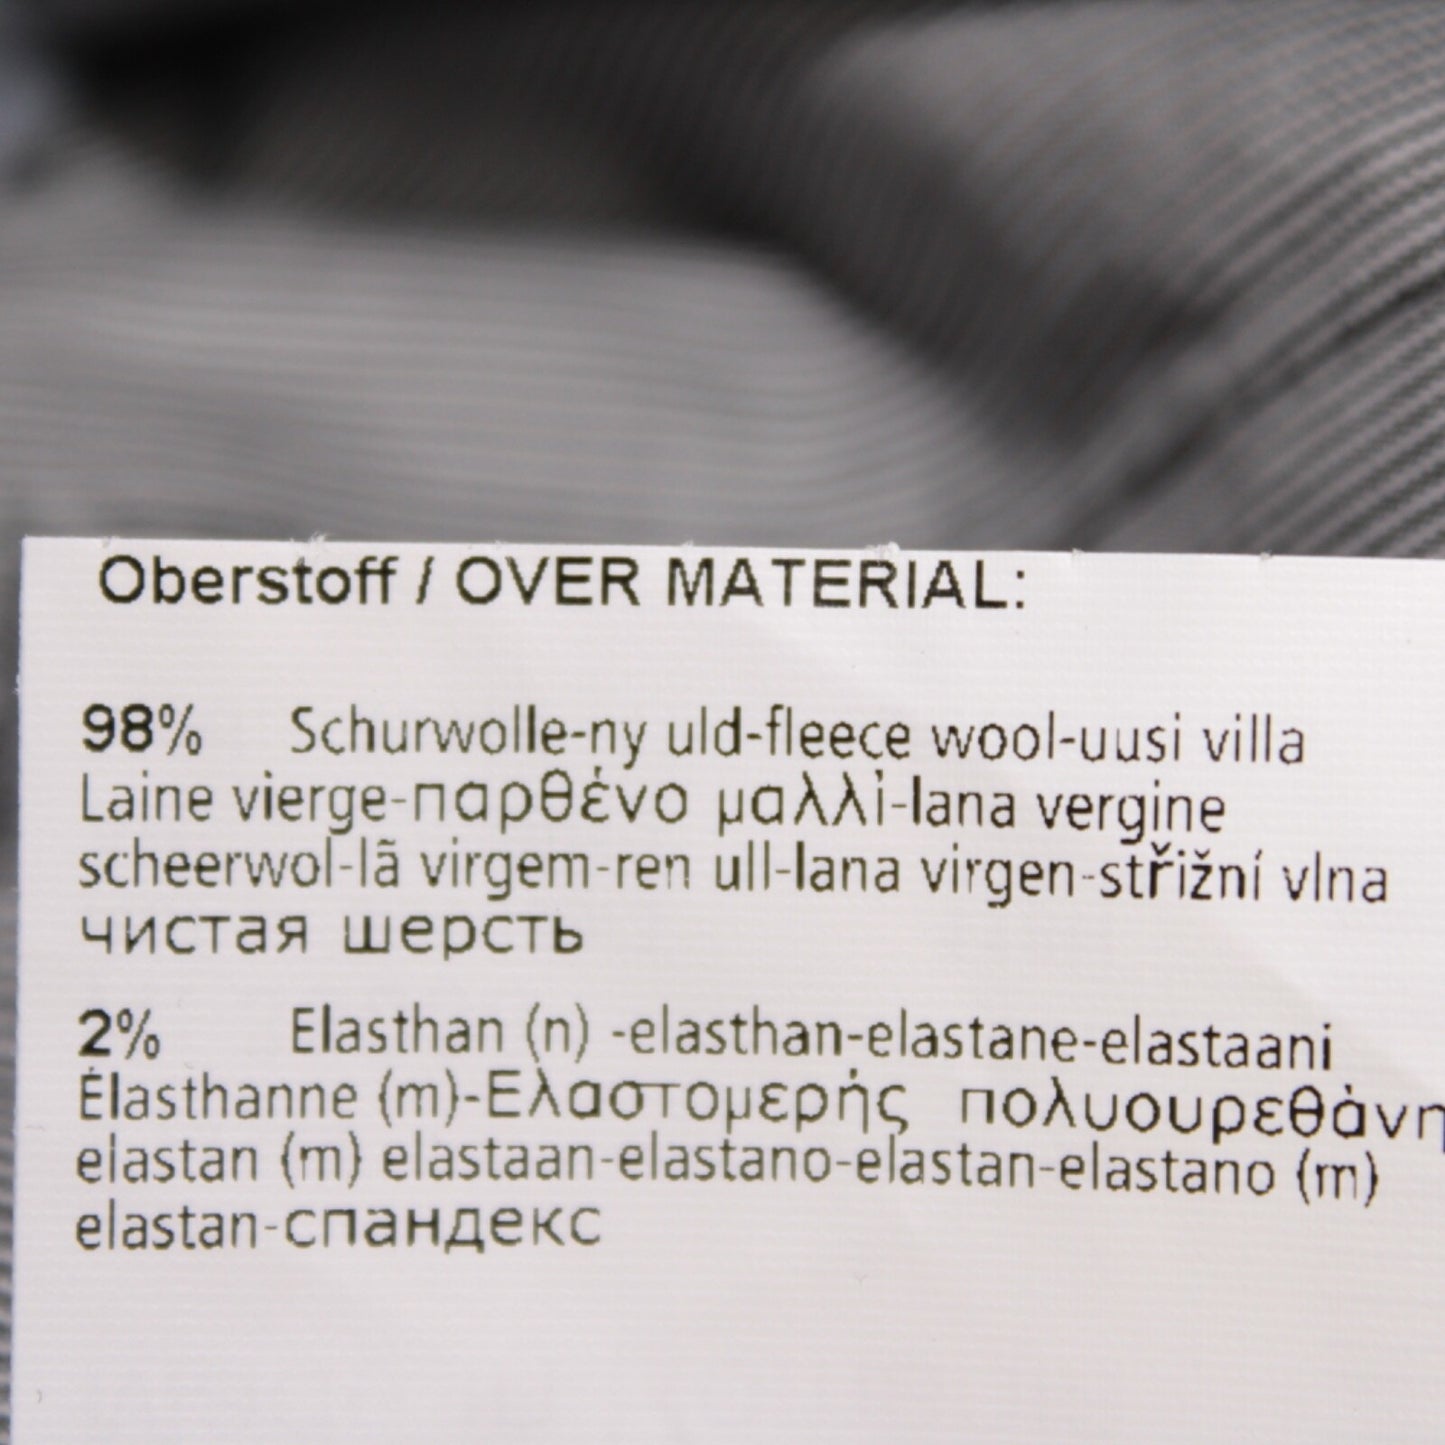 Oberstoff / OVER MATERIAL:
98% Schurwolle-ny uld-fleece wool-uusi villa
Laine vierge-παρθένο μαλλί-lana vergine
scheerwol-lã virgem-ren ull-lana virgen-střižní vlna
чистая шерсть
2% Elasthan (n) -elasthan-elastane-elastaani
Élasthanne (m)-Ελαστομερής πολυουρεθάνη
elastan (m) elastaan-elastano-elastan-elastano (m)
elastan-спандекс